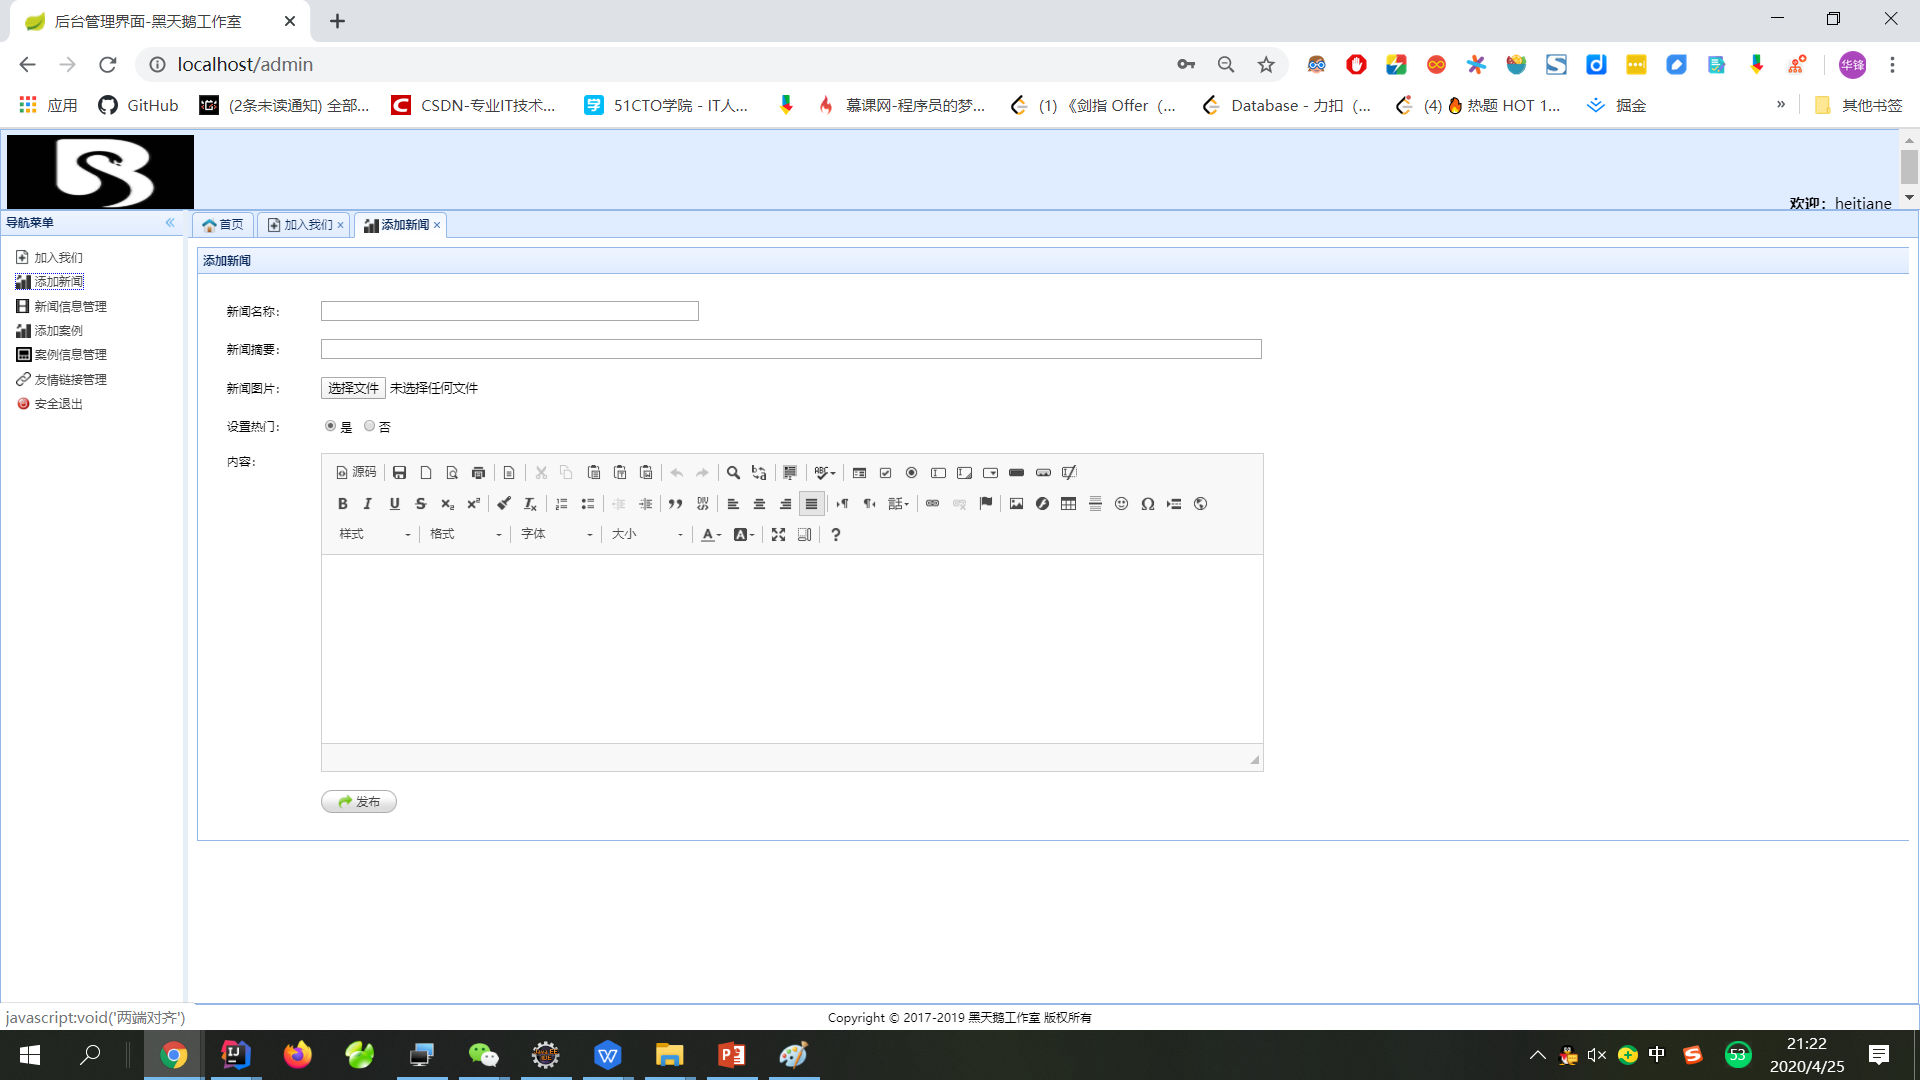 后台管理界面-黑天鹅工作室
localhost/admin
华锋
应用
GitHub
(2条未读通知) 全部...
CSDN-专业IT技术...
51CTO学院 - IT人...
慕课网-程序员的梦...
(1) 《剑指 Offer（...
Database - 力扣（...
(4) 🔥 热题 HOT 1...
掘金
»
其他书签
欢迎：heitiane
导航菜单
首页
加入我们
添加新闻
加入我们
添加新闻
新闻信息管理
添加案例
案例信息管理
友情链接管理
安全退出
添加新闻
新闻名称：
新闻摘要：
新闻图片：
选择文件 未选择任何文件
设置热门：
是 否
内容：
源码
样式 格式 字体 大小
发布
javascript:void('两端对齐')
Copyright © 2017-2019 黑天鹅工作室 版权所有
中
53
21:22
2020/4/25